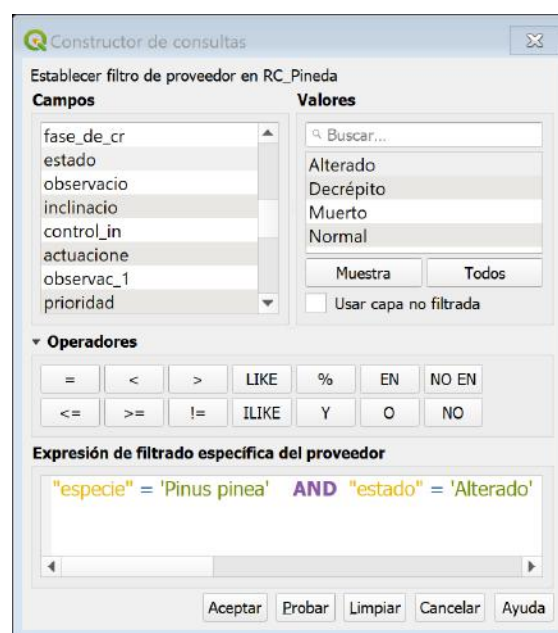 Constructor de consultas
Establecer filtro de proveedor en RC_Pineda
Campos
fase_de_cr
estado
observacio
inclinacio
control_in
actuacione
observac_1
prioridad
Valores
Buscar...
Alterado
Decrépito
Muerto
Normal
Muestra Todos
Usar capa no filtrada
Operadores
= < > LIKE % EN NO EN
<= >= != ILIKE Y O NO
Expresión de filtrado específica del proveedor
"especie" = 'Pinus pinea' AND "estado" = 'Alterado'
Aceptar Probar Limpiar Cancelar Ayuda